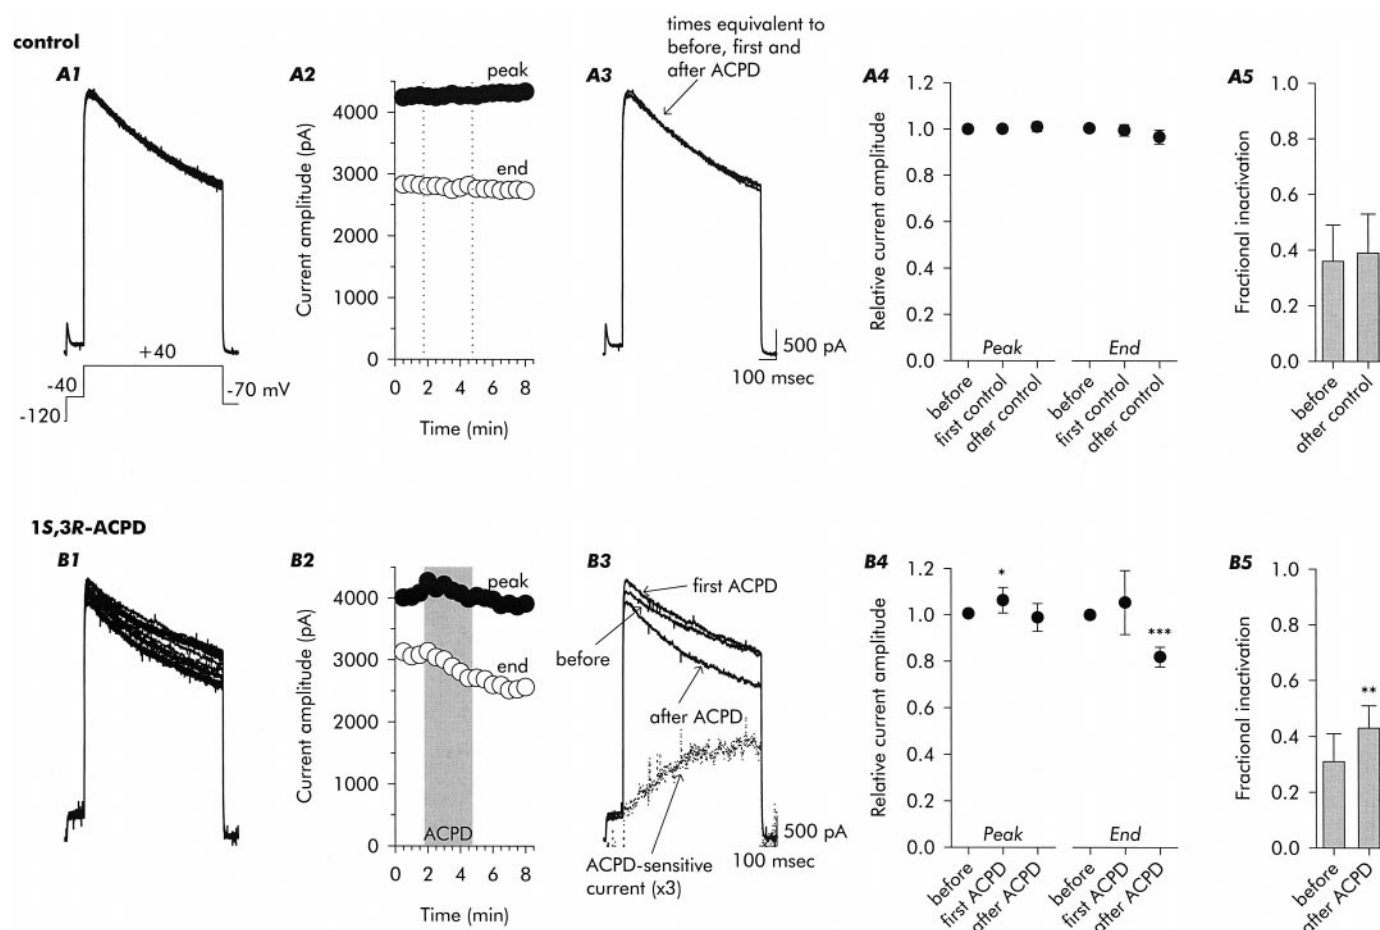 control
A1
+40
-40
-70 mV
-120
A2
peak
end
Current amplitude (pA)
4000
3000
2000
1000
0
0 2 4 6 8
Time (min)
A3
times equivalent to
before, first and
after ACPD
500 pA
100 msec
A4
Relative current amplitude
1.2
1.0
0.8
0.6
0.4
0.2
0.0
Peak
End
before
first control
after control
before
first control
after control
A5
Fractional inactivation
1.0
0.8
0.6
0.4
0.2
0.0
before
after control
1S,3R-ACPD
B1
B2
peak
end
ACPD
Current amplitude (pA)
4000
3000
2000
1000
0
0 2 4 6 8
Time (min)
B3
first ACPD
before
after ACPD
ACPD-sensitive
current (x3)
500 pA
100 msec
B4
Relative current amplitude
1.2
1.0
0.8
0.6
0.4
0.2
0.0
*
***
Peak
End
before
first ACPD
after ACPD
before
first ACPD
after ACPD
B5
Fractional inactivation
1.0
0.8
0.6
0.4
0.2
0.0
**
before
after ACPD